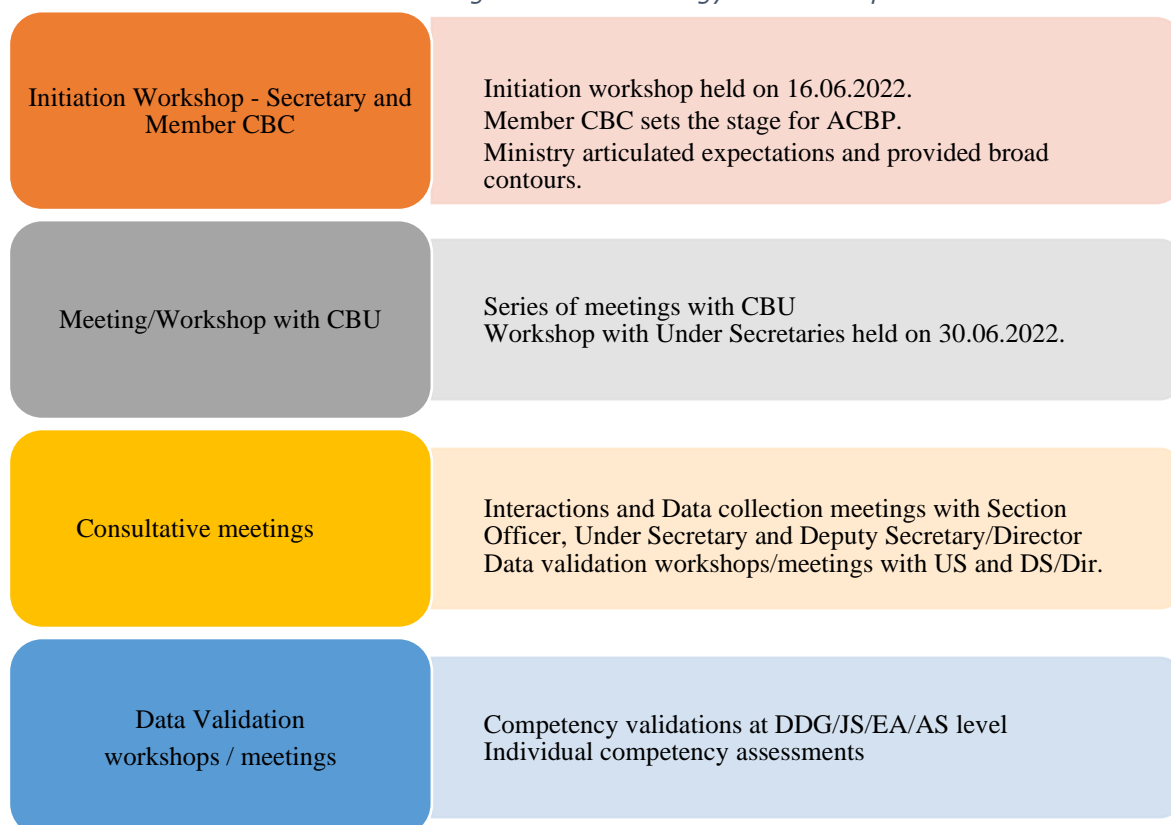 Initiation Workshop - Secretary and
Member CBC
Initiation workshop held on 16.06.2022.
Member CBC sets the stage for ACBP.
Ministry articulated expectations and provided broad
contours.
Meeting/Workshop with CBU
Series of meetings with CBU
Workshop with Under Secretaries held on 30.06.2022.
Consultative meetings
Interactions and Data collection meetings with Section
Officer, Under Secretary and Deputy Secretary/Director
Data validation workshops/meetings with US and DS/Dir.
Data Validation
workshops / meetings
Competency validations at DDG/JS/EA/AS level
Individual competency assessments